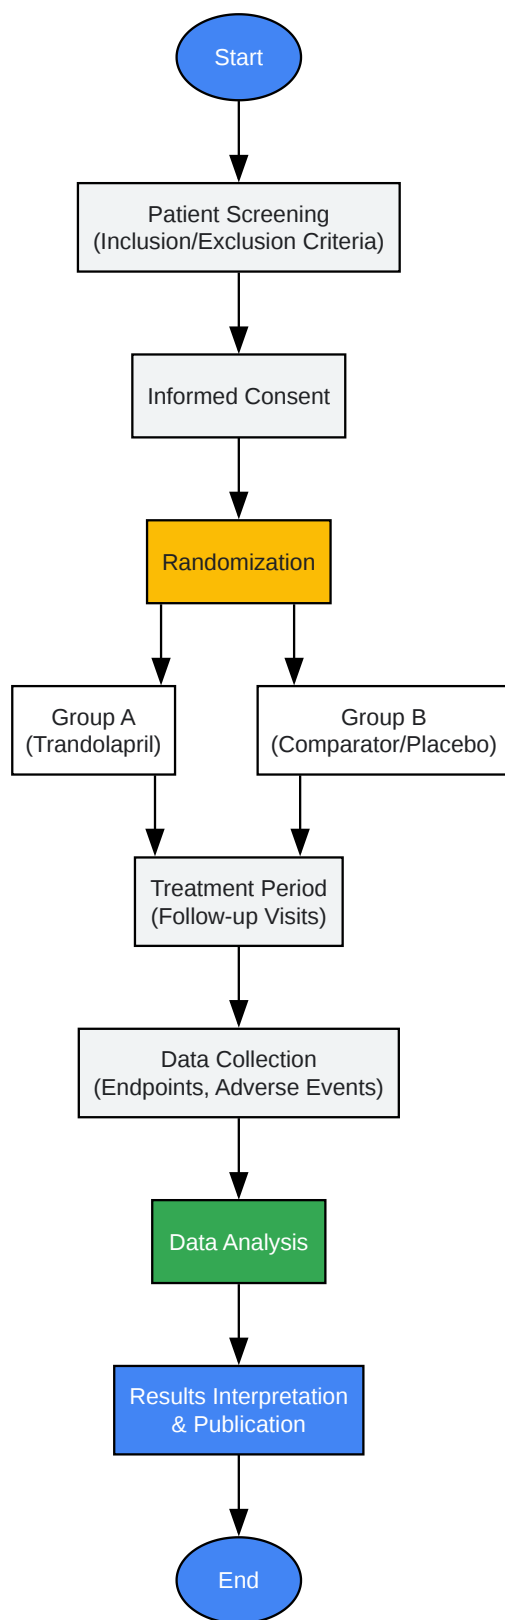 Start
Patient Screening
(Inclusion/Exclusion Criteria)
Informed Consent
Randomization
Group A
(Trandolapril)
Group B
(Comparator/Placebo)
Treatment Period
(Follow-up Visits)
Data Collection
(Endpoints, Adverse Events)
Data Analysis
Results Interpretation
& Publication
End